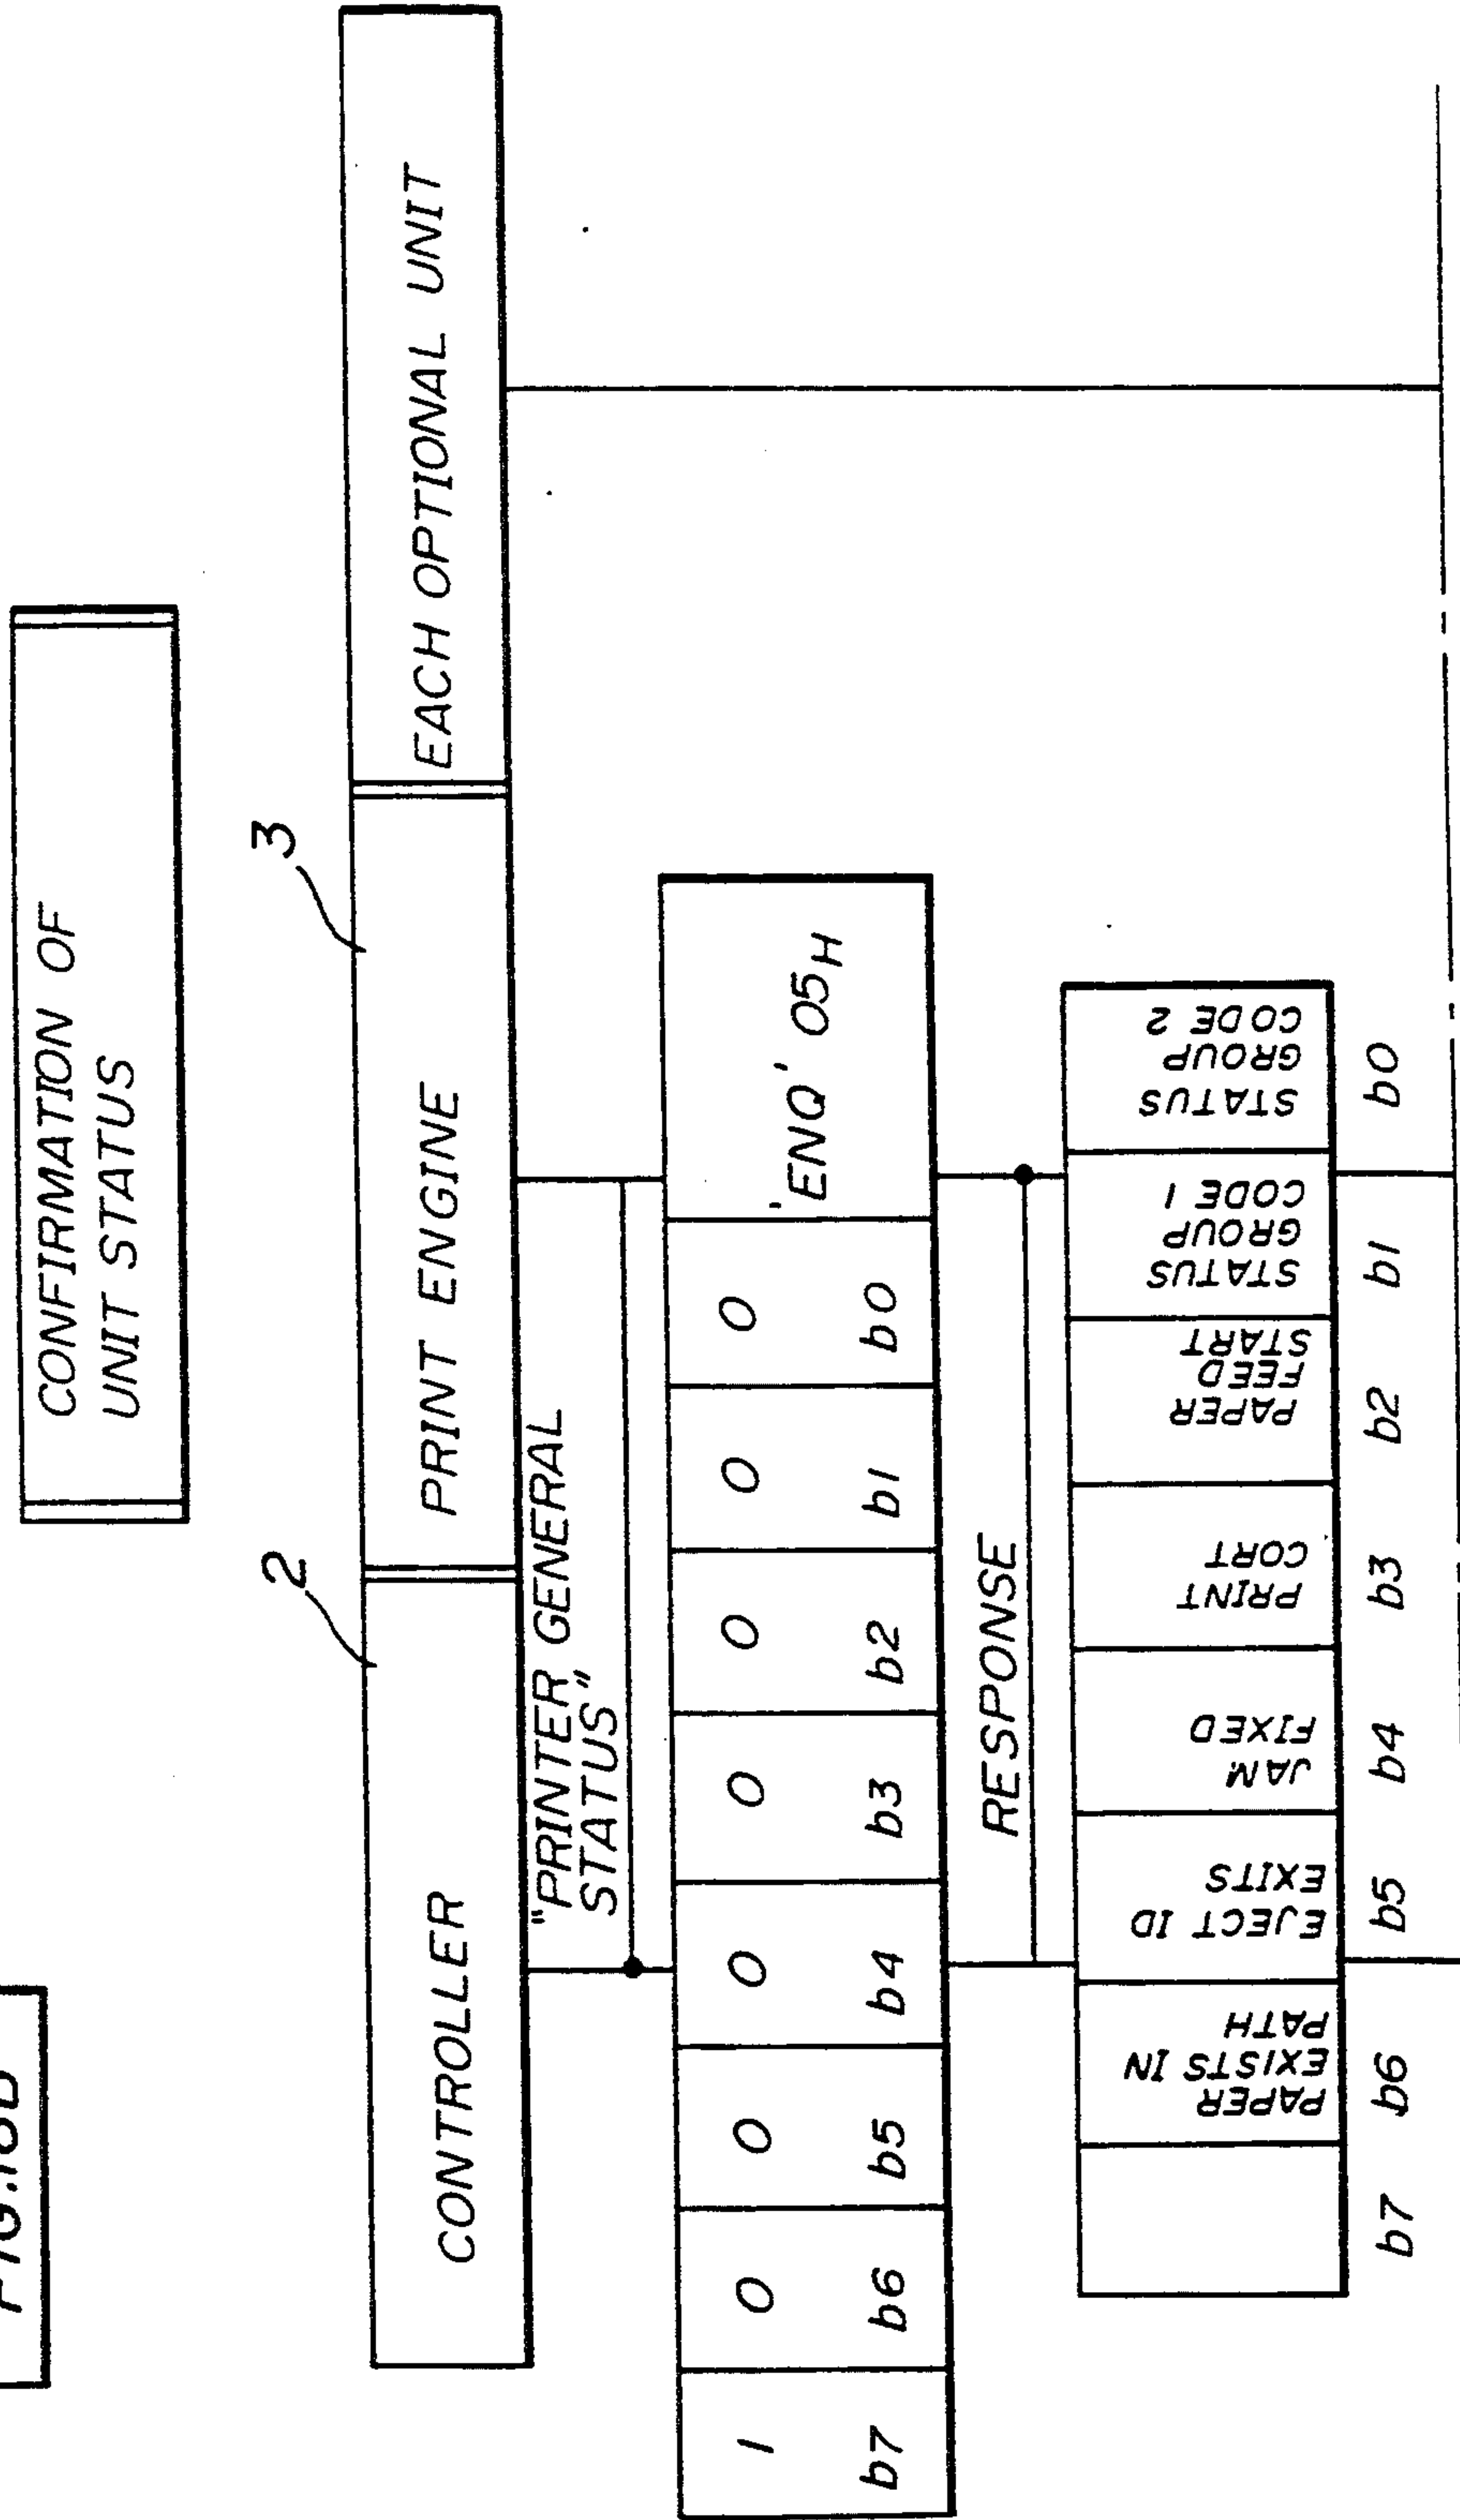 CONFIRMATION OF
UNIT STATUS
2
3
CONTROLLER
PRINT ENGINE
EACH OPTIONAL UNIT
"PRINTER GENERAL
STATUS"
1 0 0 0 0 0 0 0
'ENQ' 05H
b7 b6 b5 b4 b3 b2 b1 b0
RESPONSE
PAPER
EXISTS IN
PATH
EJECT ID
EXITS
JAM
FIXED
PRINT
CORT
PAPER
FEED
START
STATUS
GROUP
CODE 1
STATUS
GROUP
CODE 2
b7 b6 b5 b4 b3 b2 b1 b0